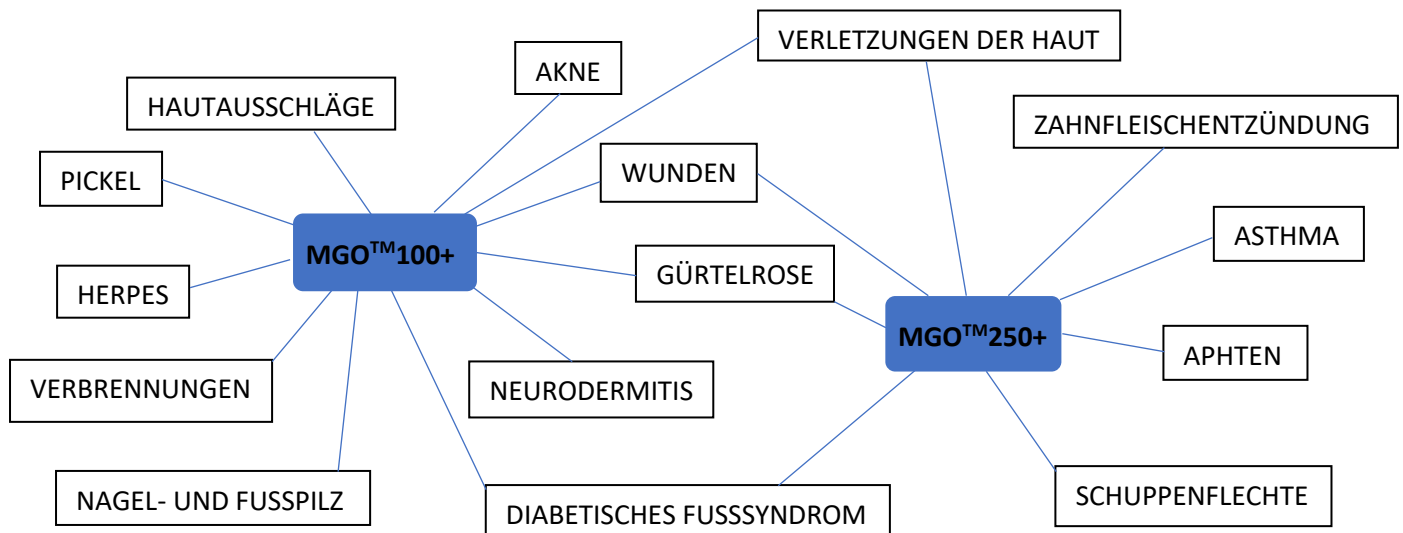 VERLETZUNGEN DER HAUT
AKNE
HAUTAUSSCHLÄGE
ZAHNFLEISCHENTZÜNDUNG
PICKEL
WUNDEN
MGO™100+
ASTHMA
HERPES
GÜRTELROSE
MGO™250+
APHTEN
VERBRENNUNGEN
NEURODERMITIS
NAGEL- UND FUSSPILZ
DIABETISCHES FUSSSYNDROM
SCHUPPENFLECHTE